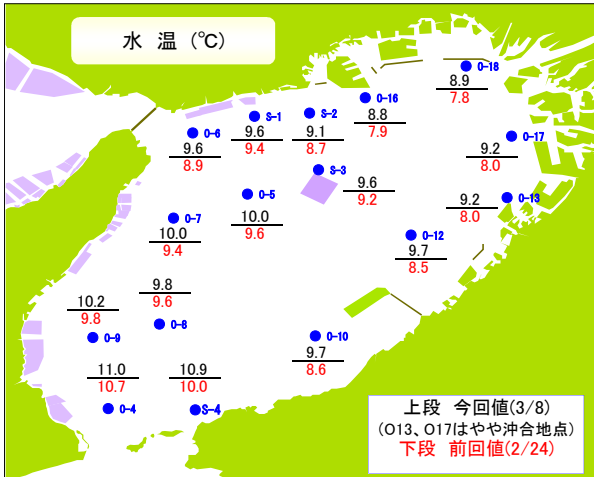 水 温 (℃)
O-18
8.9
7.8
O-16
8.8
7.9
S-2
9.1
8.7
S-1
9.6
9.4
O-6
9.6
8.9
O-17
9.2
8.0
S-3
9.6
9.2
O-5
10.0
9.6
O-13
9.2
8.0
O-7
10.0
9.4
O-12
9.7
8.5
9.8
9.6
O-8
10.2
9.8
O-9
O-10
9.7
8.6
11.0
10.7
O-4
10.9
10.0
S-4
上段 今回値(3/8)
(O13、O17はやや沖合地点)
下段 前回値(2/24)